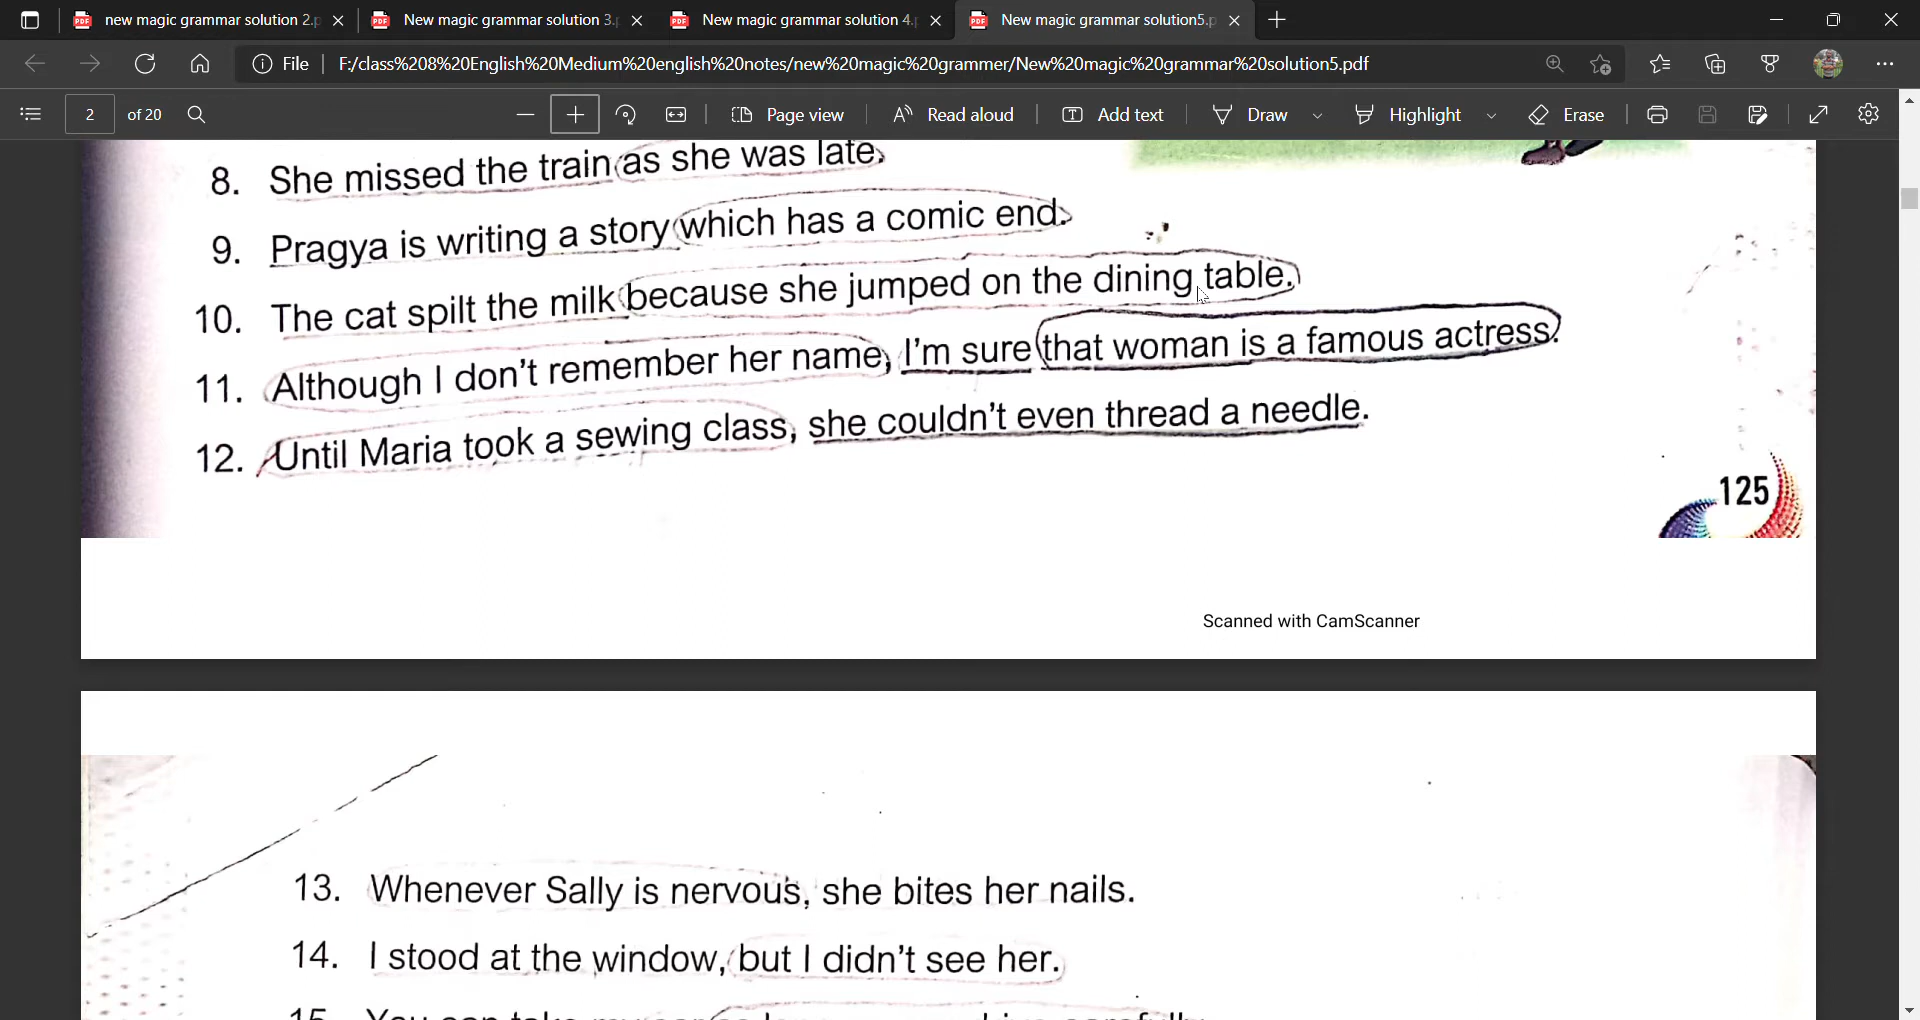 new magic grammar solution 2.p
New magic grammar solution 3.p
New magic grammar solution 4.p
New magic grammar solution5.p
File
F:/class%208%20English%20Medium%20english%20notes/new%20magic%20grammer/New%20magic%20grammar%20solution5.pdf
2 of 20
Page view
Read aloud
Add text
Draw
Highlight
Erase
8. She missed the train as she was late.
9. Pragya is writing a story which has a comic end.
10. The cat spilt the milk because she jumped on the dining table.
11. Although I don't remember her name, I'm sure that woman is a famous actress.
12. Until Maria took a sewing class, she couldn't even thread a needle.
125
Scanned with CamScanner
13. Whenever Sally is nervous, she bites her nails.
14. I stood at the window, but I didn't see her.